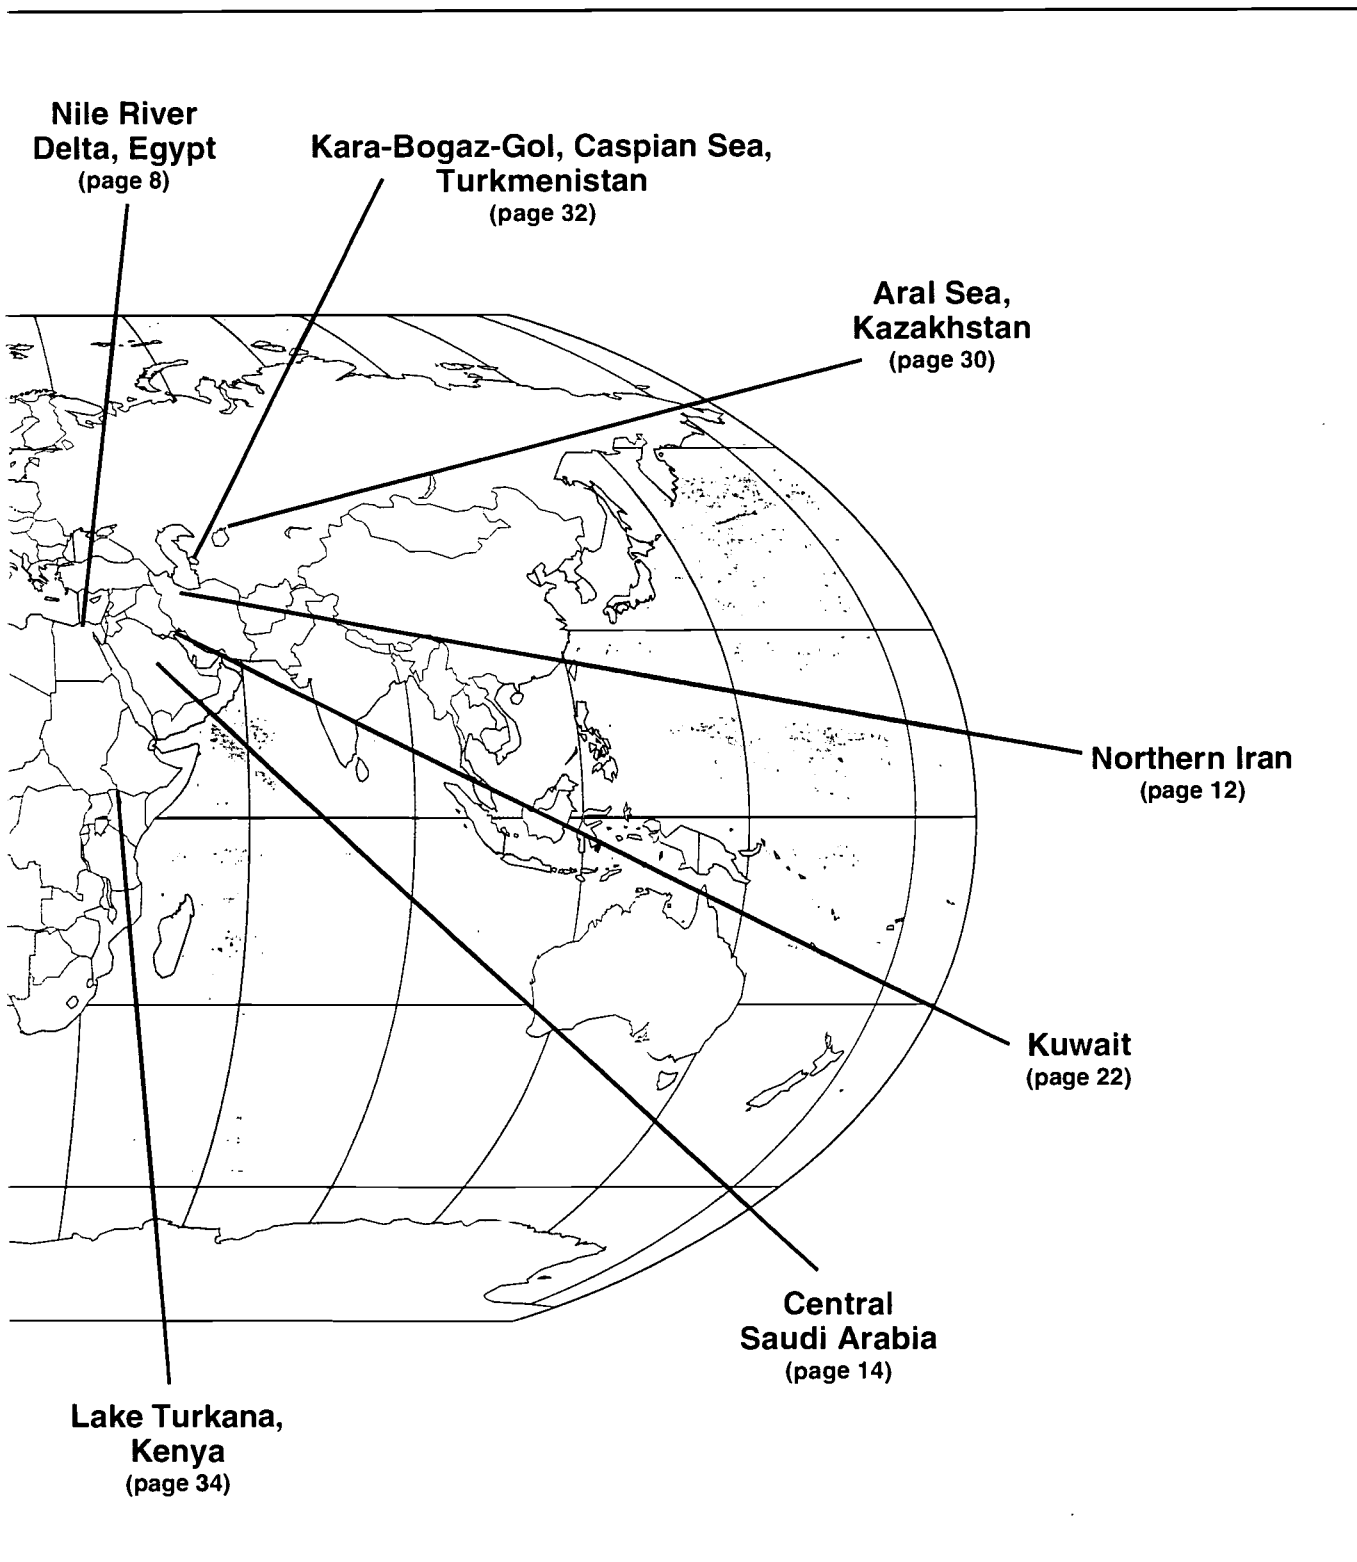 Nile River
Delta, Egypt
(page 8)
Kara-Bogaz-Gol, Caspian Sea,
Turkmenistan
(page 32)
Aral Sea,
Kazakhstan
(page 30)
Northern Iran
(page 12)
Kuwait
(page 22)
Central
Saudi Arabia
(page 14)
Lake Turkana,
Kenya
(page 34)